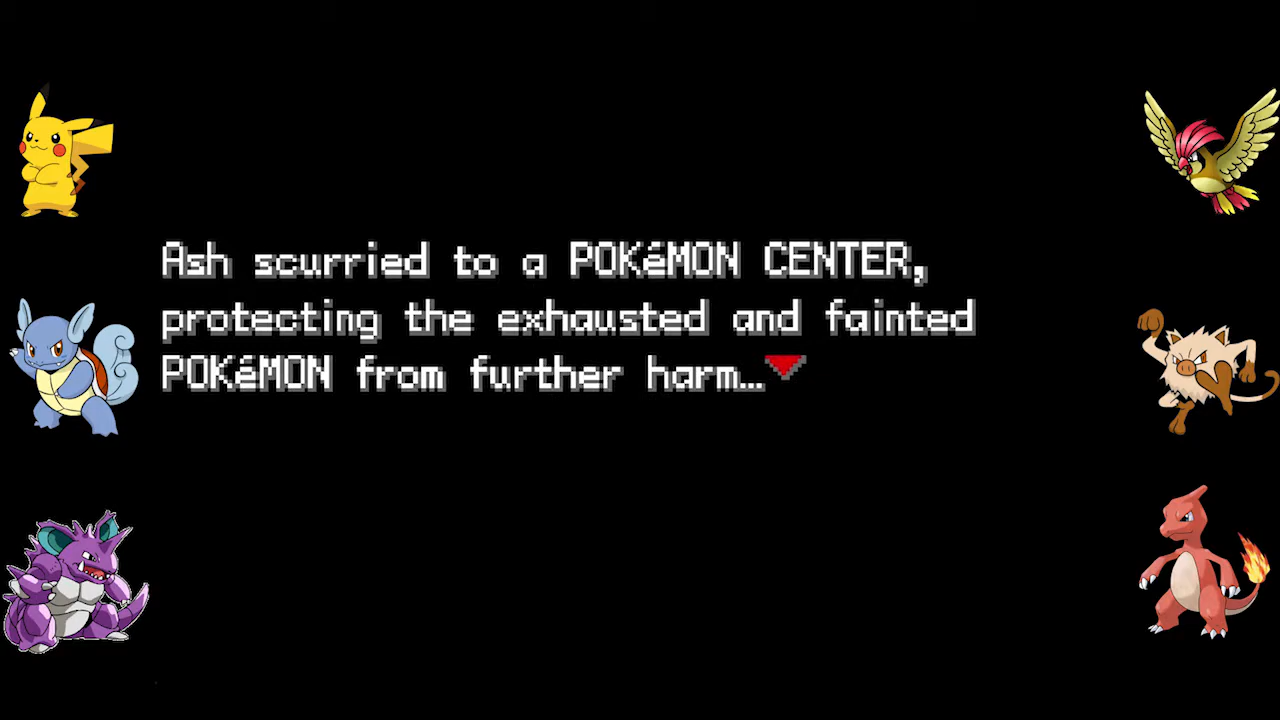 Ash scurried to a POKéMON CENTER,
protecting the exhausted and fainted
POKéMON from further harm...